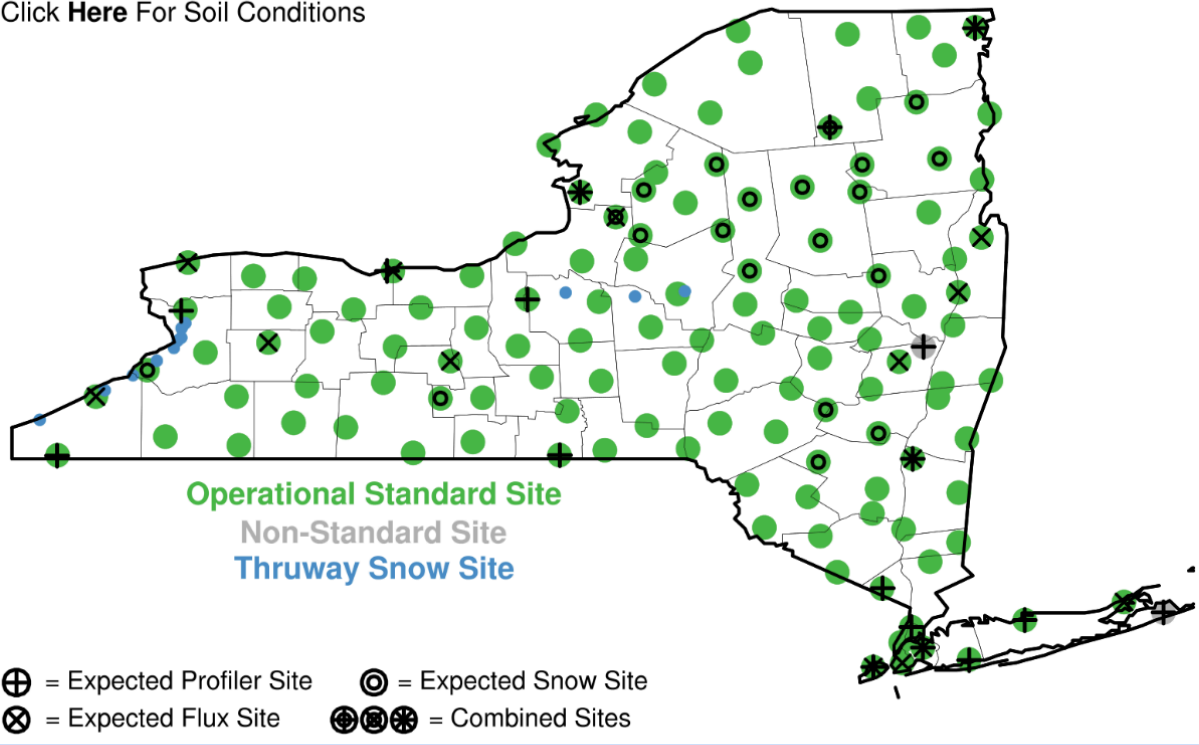 Click Here For Soil Conditions
Operational Standard Site
Non-Standard Site
Thruway Snow Site
= Expected Profiler Site
= Expected Snow Site
= Expected Flux Site
= Combined Sites